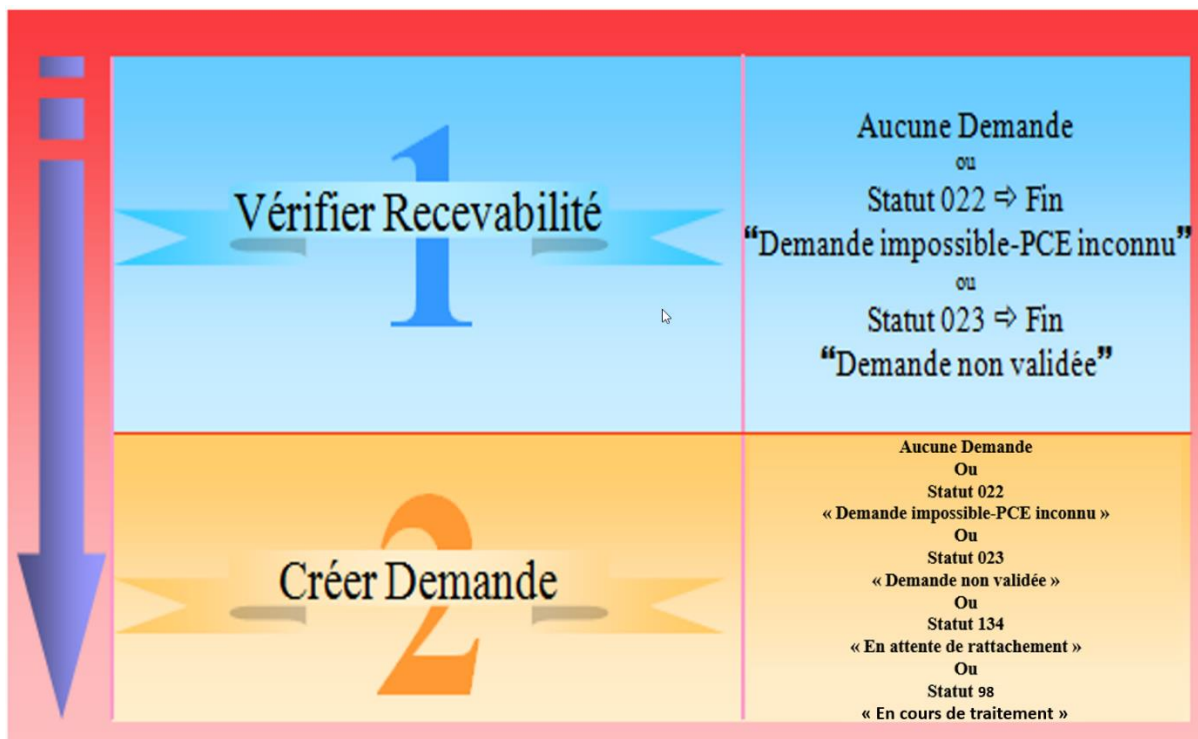 1
Vérifier Recevabilité
Aucune Demande
ou
Statut 022 ⇨ Fin
“Demande impossible-PCE inconnu”
ou
Statut 023 ⇨ Fin
“Demande non validée”
2
Créer Demande
Aucune Demande
Ou
Statut 022
« Demande impossible-PCE inconnu »
Ou
Statut 023
« Demande non validée »
Ou
Statut 134
« En attente de rattachement »
Ou
Statut 98
« En cours de traitement »